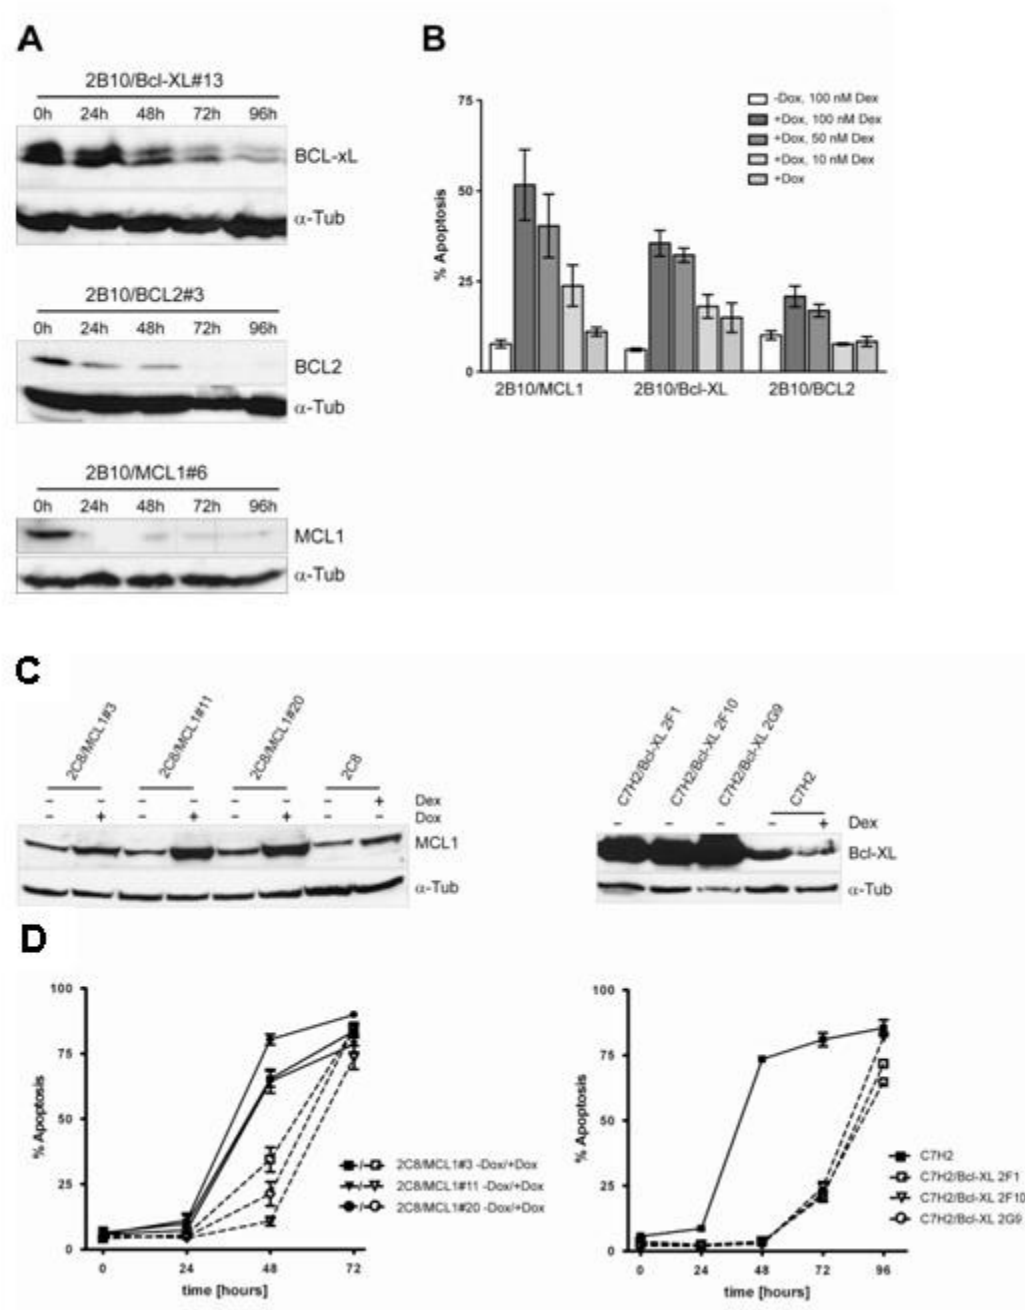 A
2B10/Bcl-XL#13
0h 24h 48h 72h 96h
BCL-xL
α-Tub
2B10/BCL2#3
0h 24h 48h 72h 96h
BCL2
α-Tub
2B10/MCL1#6
0h 24h 48h 72h 96h
MCL1
α-Tub
B
75
50
25
0
% Apoptosis
-Dox, 100 nM Dex
+Dox, 100 nM Dex
+Dox, 50 nM Dex
+Dox, 10 nM Dex
+Dox
2B10/MCL1 2B10/Bcl-XL 2B10/BCL2
C
2C8/MCL1#3 2C8/MCL1#11 2C8/MCL1#20 2C8
– – – – – – – + Dex
– + – + – + – – Dox
MCL1
α-Tub
C7H2/Bcl-XL 2F1 C7H2/Bcl-XL 2F10 C7H2/Bcl-XL 2G9 C7H2
– – – – + Dex
Bcl-XL
α-Tub
D
100
75
50
25
0
% Apoptosis
0 24 48 72
time [hours]
2C8/MCL1#3 -Dox/+Dox
2C8/MCL1#11 -Dox/+Dox
2C8/MCL1#20 -Dox/+Dox
100
75
50
25
0
% Apoptosis
0 24 48 72 96
time [hours]
C7H2
C7H2/Bcl-XL 2F1
C7H2/Bcl-XL 2F10
C7H2/Bcl-XL 2G9